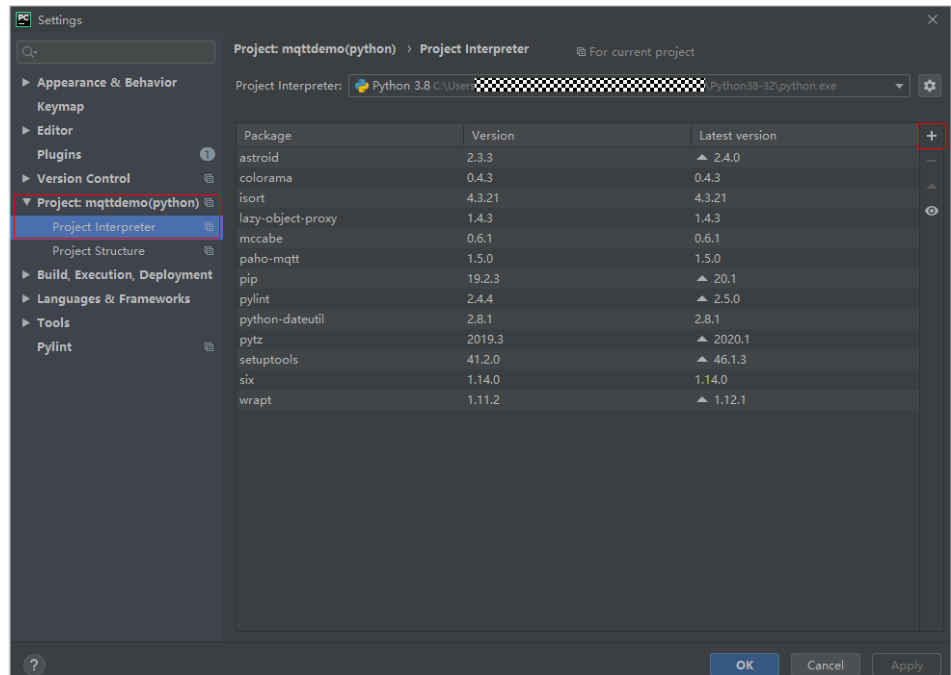 PC Settings
Project: mqttdemo(python) › Project Interpreter For current project
Project Interpreter: Python 3.8 C:\Users \Python38-32\python.exe
Appearance & Behavior
Keymap
Editor
Plugins 1
Version Control
Project: mqttdemo(python)
Project Interpreter
Project Structure
Build, Execution, Deployment
Languages & Frameworks
Tools
Pylint
Package Version Latest version
astroid 2.3.3 ▲ 2.4.0
colorama 0.4.3 0.4.3
isort 4.3.21 4.3.21
lazy-object-proxy 1.4.3 1.4.3
mccabe 0.6.1 0.6.1
paho-mqtt 1.5.0 1.5.0
pip 19.2.3 ▲ 20.1
pylint 2.4.4 ▲ 2.5.0
python-dateutil 2.8.1 2.8.1
pytz 2019.3 ▲ 2020.1
setuptools 41.2.0 ▲ 46.1.3
six 1.14.0 1.14.0
wrapt 1.11.2 ▲ 1.12.1
? OK Cancel Apply